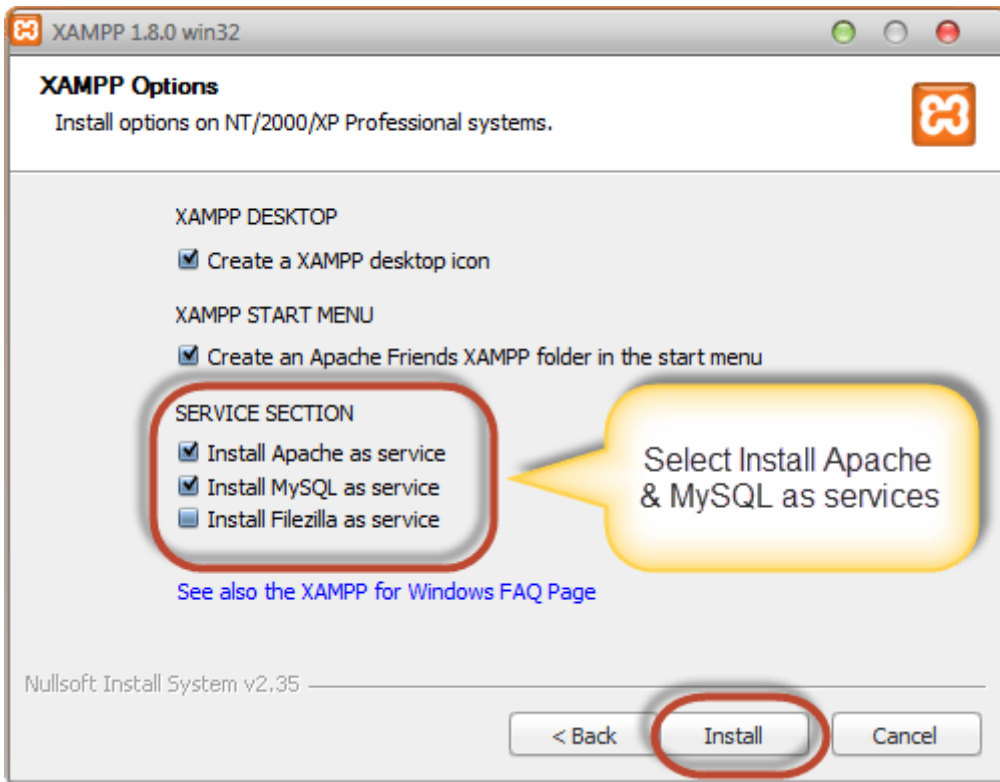 XAMPP 1.8.0 win32
XAMPP Options
Install options on NT/2000/XP Professional systems.
XAMPP DESKTOP
Create a XAMPP desktop icon
XAMPP START MENU
Create an Apache Friends XAMPP folder in the start menu
SERVICE SECTION
Install Apache as service
Install MySQL as service
Install Filezilla as service
Select Install Apache
& MySQL as services
See also the XAMPP for Windows FAQ Page
Nullsoft Install System v2.35
< Back
Install
Cancel